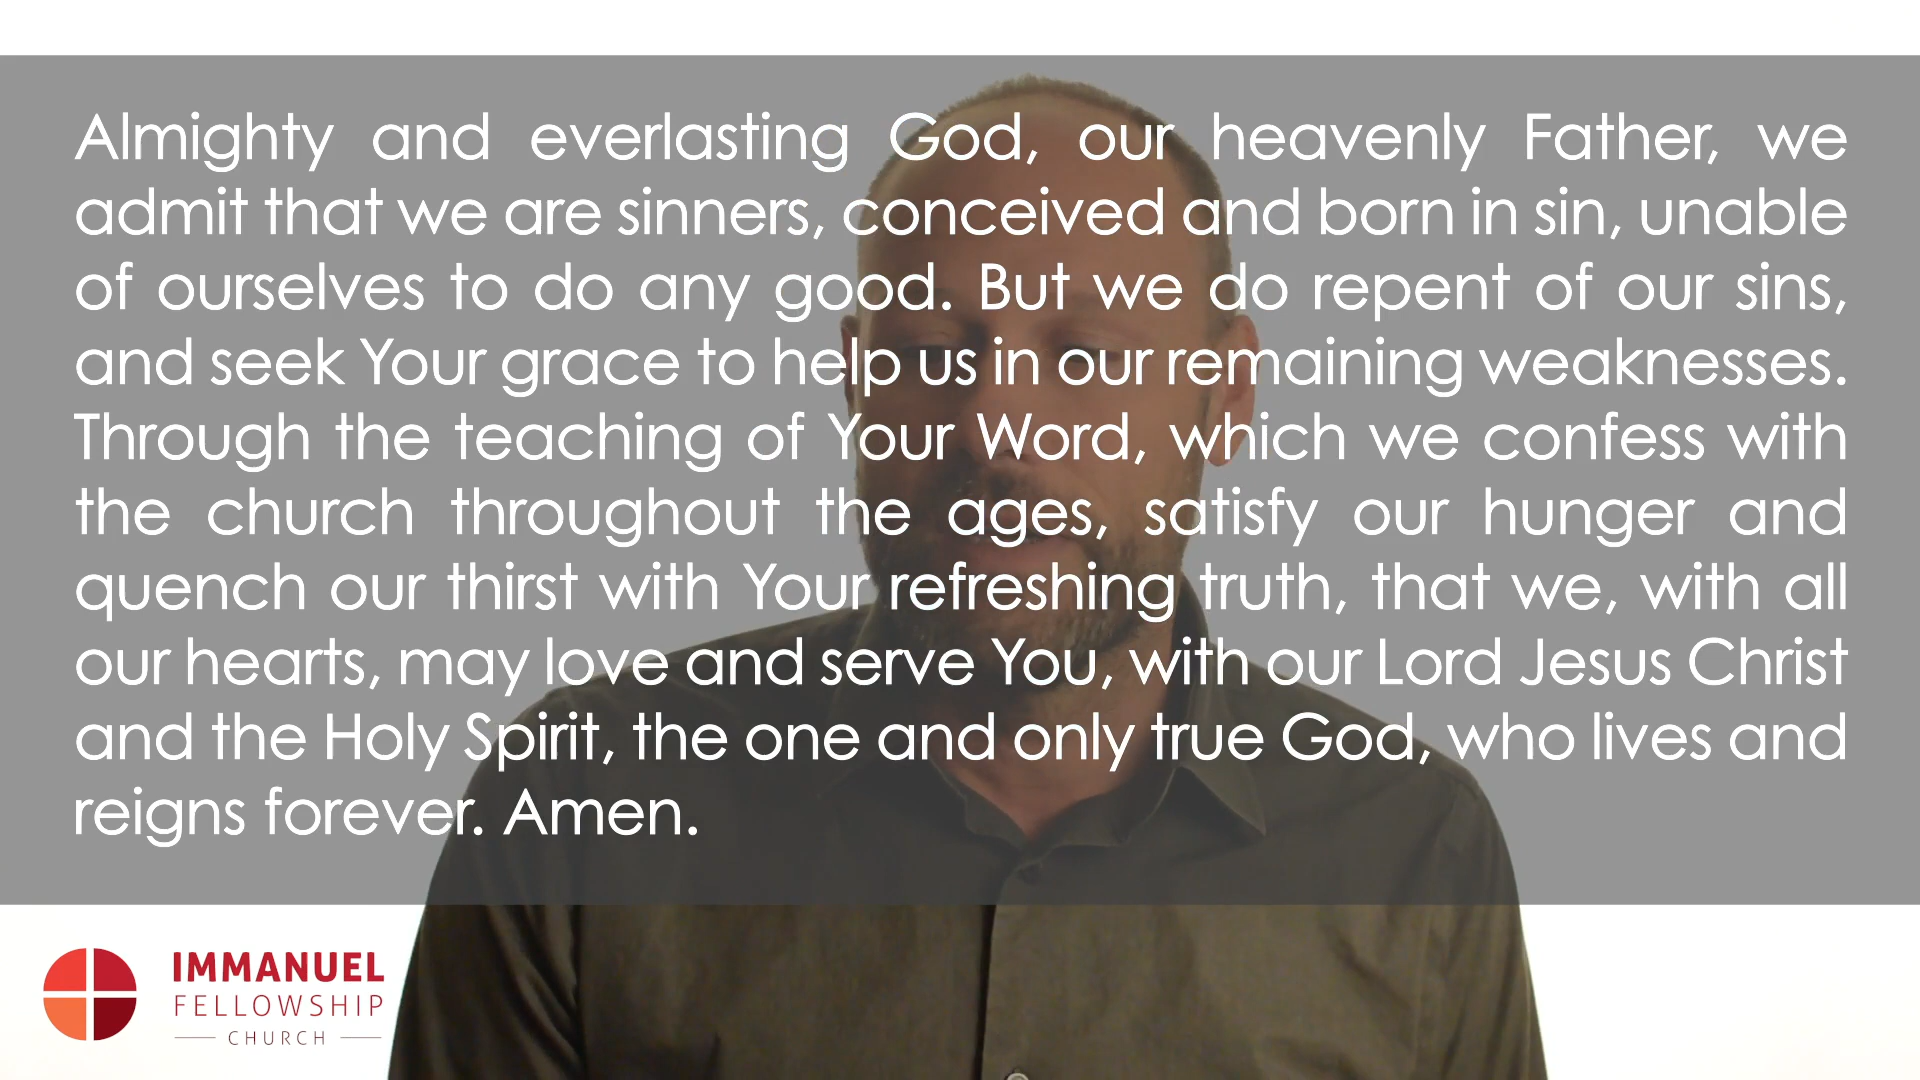 Almighty and everlasting God, our heavenly Father, we
admit that we are sinners, conceived and born in sin, unable
of ourselves to do any good. But we do repent of our sins,
and seek Your grace to help us in our remaining weaknesses.
Through the teaching of Your Word, which we confess with
the church throughout the ages, satisfy our hunger and
quench our thirst with Your refreshing truth, that we, with all
our hearts, may love and serve You, with our Lord Jesus Christ
and the Holy Spirit, the one and only true God, who lives and
reigns forever. Amen.
IMMANUEL
FELLOWSHIP
CHURCH